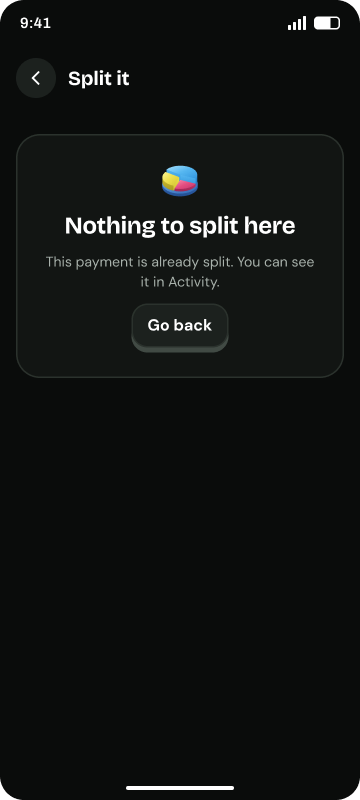 9:41
Split it
Nothing to split here
This payment is already split. You can see
it in Activity.
Go back